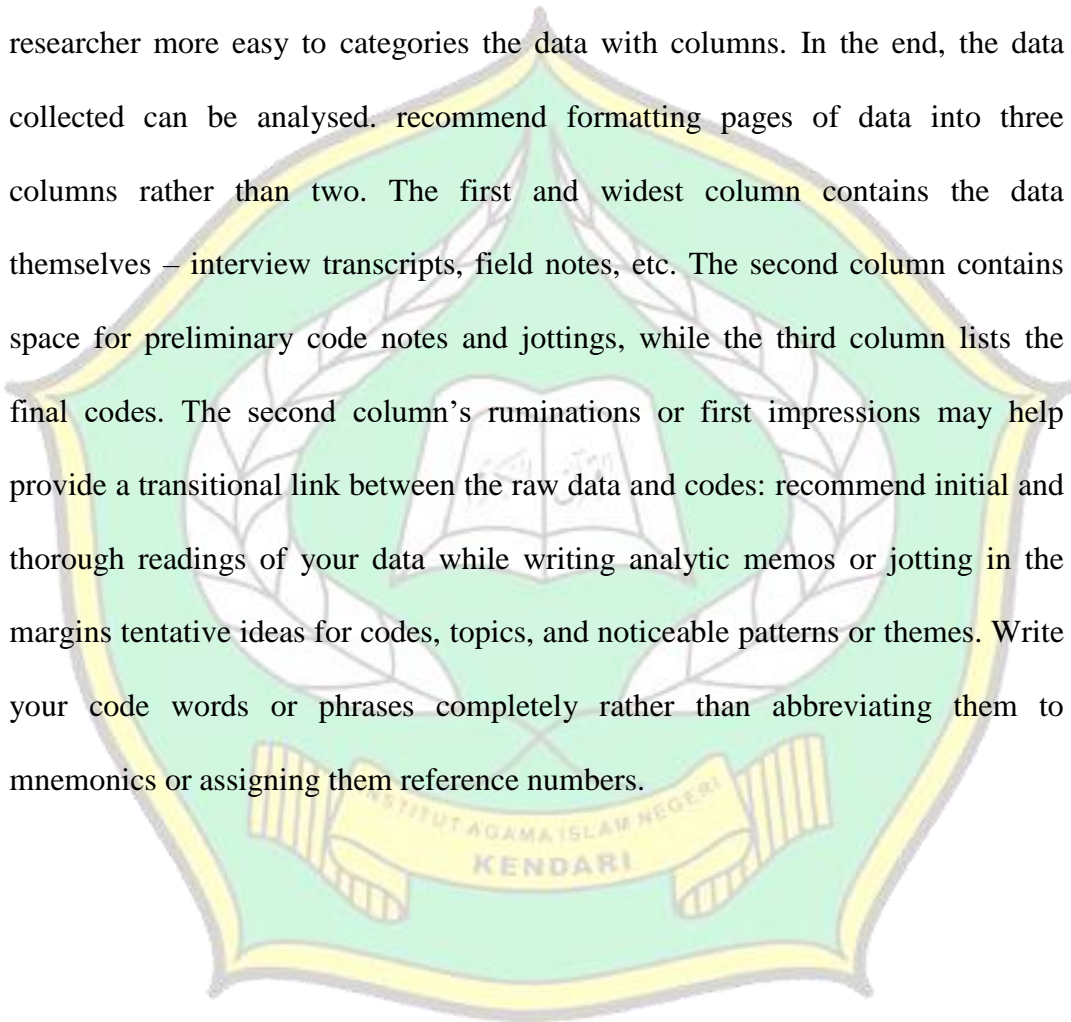 researcher more easy to categories the data with columns. In the end, the data
collected can be analysed. recommend formatting pages of data into three
columns rather than two. The first and widest column contains the data
themselves – interview transcripts, field notes, etc. The second column contains
space for preliminary code notes and jottings, while the third column lists the
final codes. The second column’s ruminations or first impressions may help
provide a transitional link between the raw data and codes: recommend initial and
thorough readings of your data while writing analytic memos or jotting in the
margins tentative ideas for codes, topics, and noticeable patterns or themes. Write
your code words or phrases completely rather than abbreviating them to
mnemonics or assigning them reference numbers.
INSTITUT AGAMA ISLAM NEGERI
KENDARI